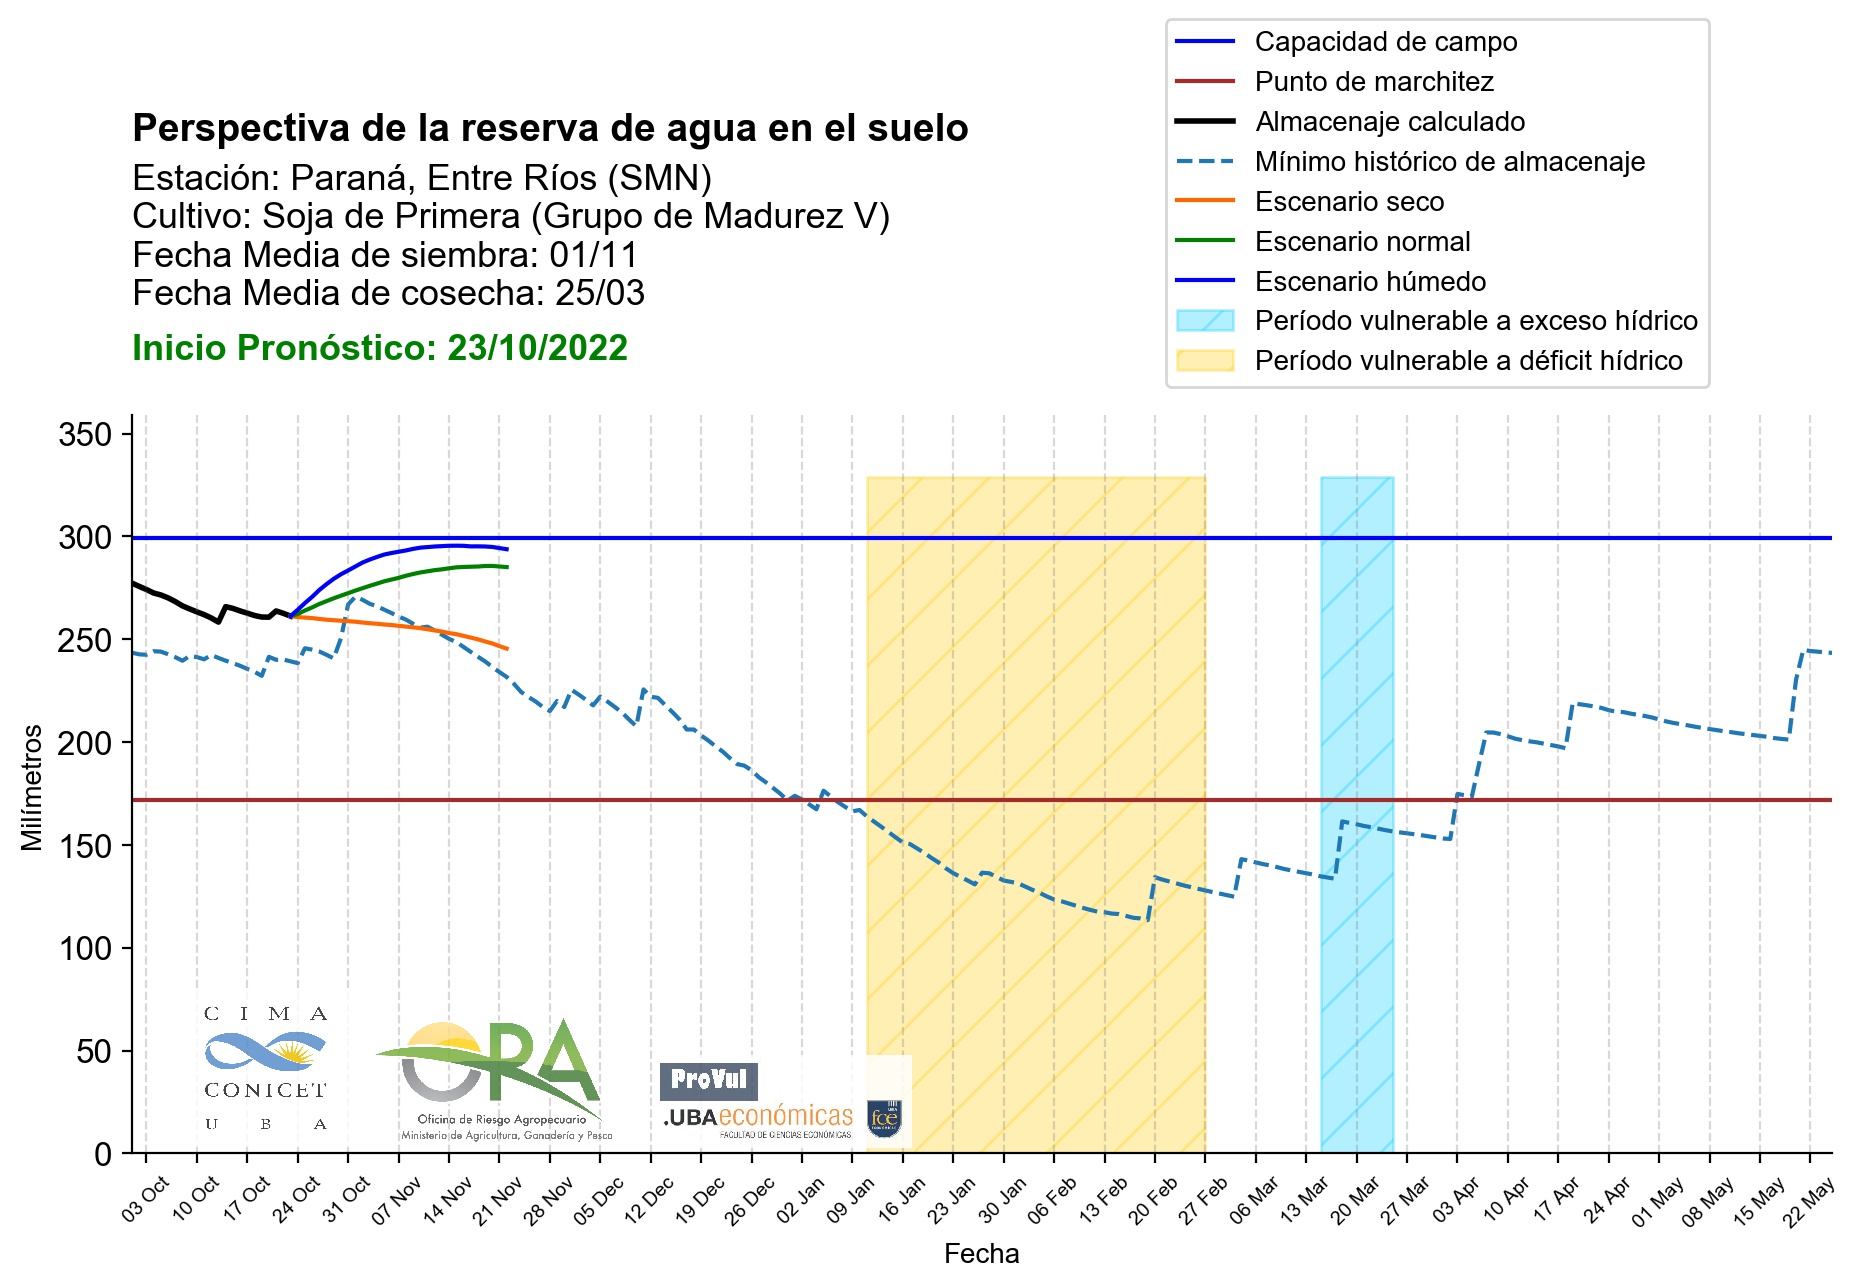 Capacidad de campo
Punto de marchitez
Almacenaje calculado
Mínimo histórico de almacenaje
Escenario seco
Escenario normal
Escenario húmedo
Período vulnerable a exceso hídrico
Período vulnerable a déficit hídrico
Perspectiva de la reserva de agua en el suelo
Estación: Paraná, Entre Ríos (SMN)
Cultivo: Soja de Primera (Grupo de Madurez V)
Fecha Media de siembra: 01/11
Fecha Media de cosecha: 25/03
Inicio Pronóstico: 23/10/2022
350
300
250
200
150
100
50
0
Milímetros
CIMA
CONICET
UBA
ORA
Oficina de Riesgo Agropecuario
Ministerio de Agricultura, Ganadería y Pesca
ProVul
.UBAeconómicas
FACULTAD DE CIENCIAS ECONÓMICAS
fce
03 Oct
10 Oct
17 Oct
24 Oct
31 Oct
07 Nov
14 Nov
21 Nov
28 Nov
05 Dec
12 Dec
19 Dec
26 Dec
02 Jan
09 Jan
16 Jan
23 Jan
30 Jan
06 Feb
13 Feb
20 Feb
27 Feb
06 Mar
13 Mar
20 Mar
27 Mar
03 Apr
10 Apr
17 Apr
24 Apr
01 May
08 May
15 May
22 May
Fecha